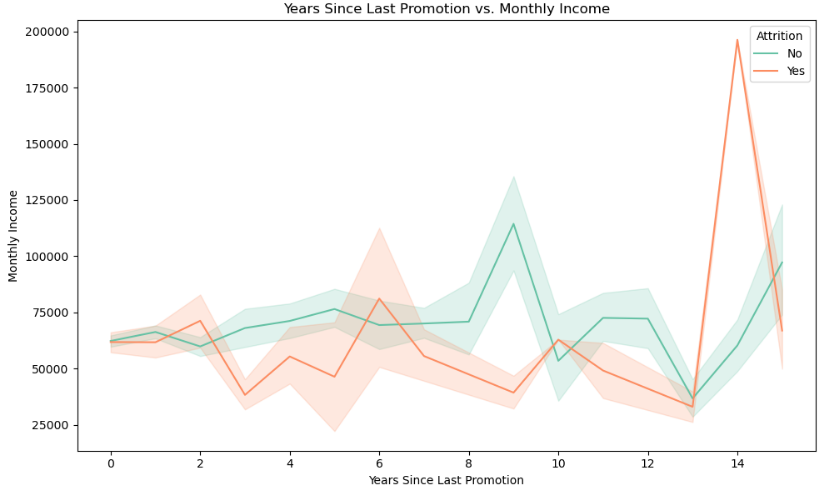 Years Since Last Promotion vs. Monthly Income
Attrition
No
Yes
200000
175000
150000
125000
100000
75000
50000
25000
Monthly Income
0 2 4 6 8 10 12 14
Years Since Last Promotion